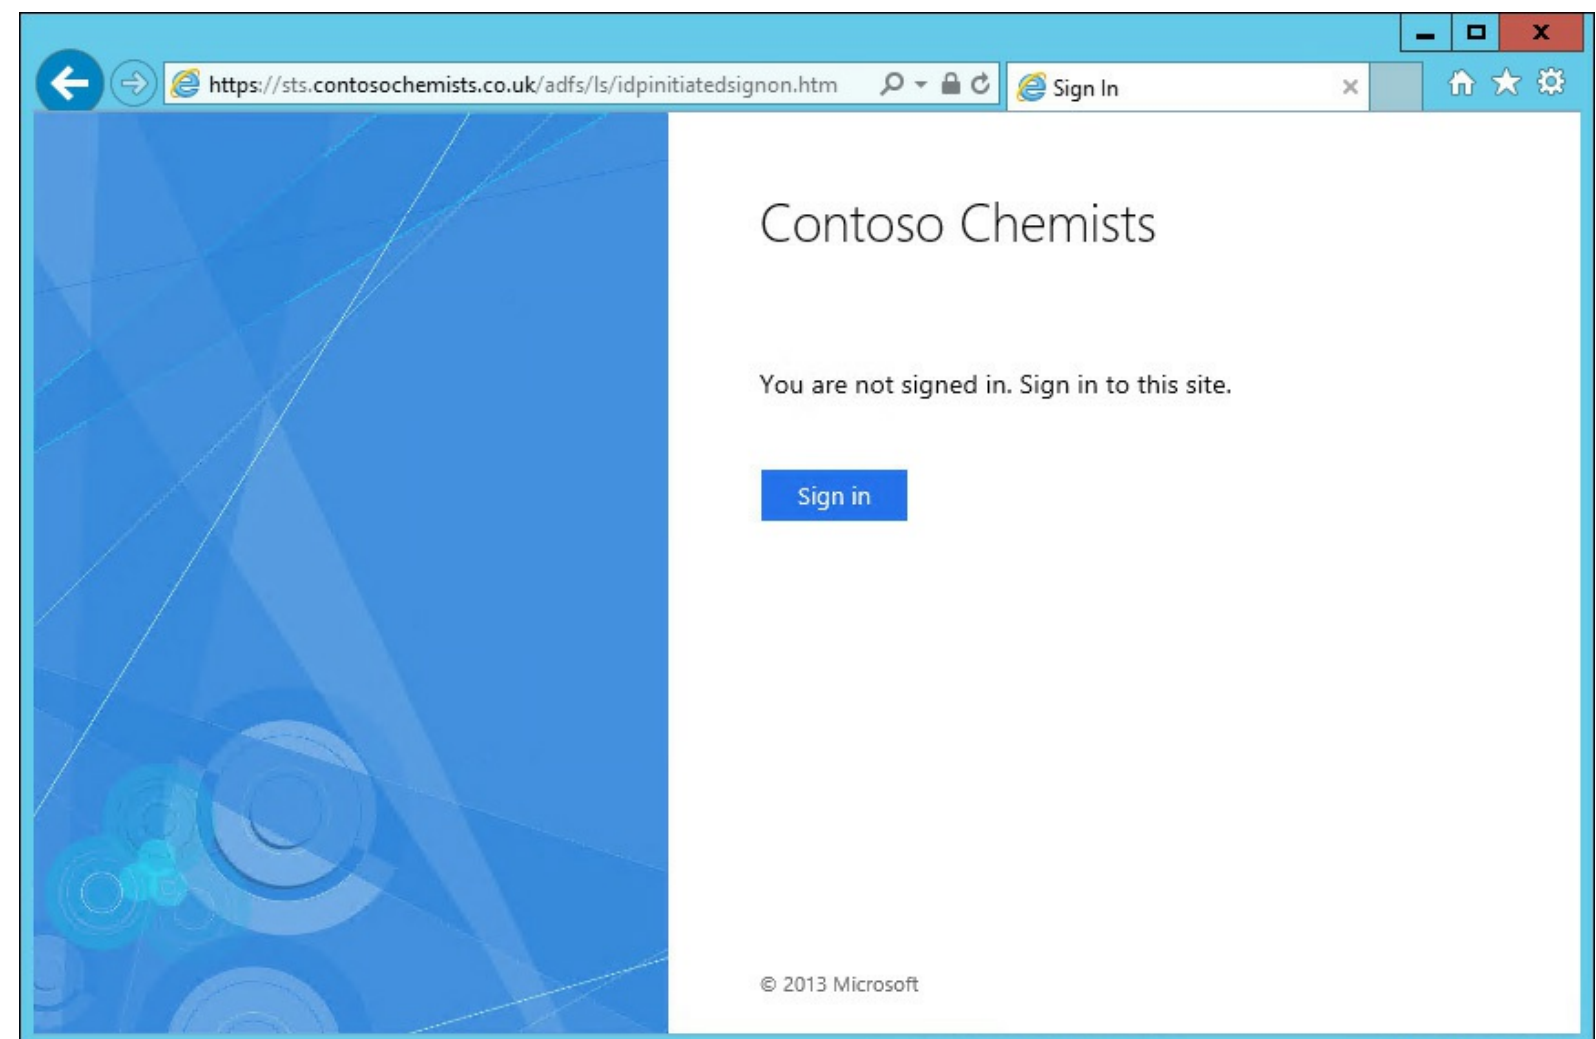 https://sts.contosochemists.co.uk/adfs/ls/idpinitiatedsignon.htm
Sign In
Contoso Chemists
You are not signed in. Sign in to this site.
Sign in
© 2013 Microsoft